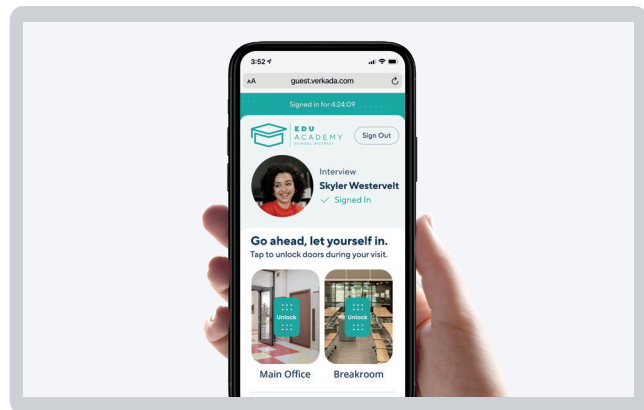 3:52
AA guest.verkada.com
Signed in for 4:24:09
EDU
ACADEMY
SCHOOL DISTRICT
Sign Out
Interview
Skyler Westervelt
Signed In
Go ahead, let yourself in.
Tap to unlock doors during your visit.
Unlock Unlock
Main Office Breakroom